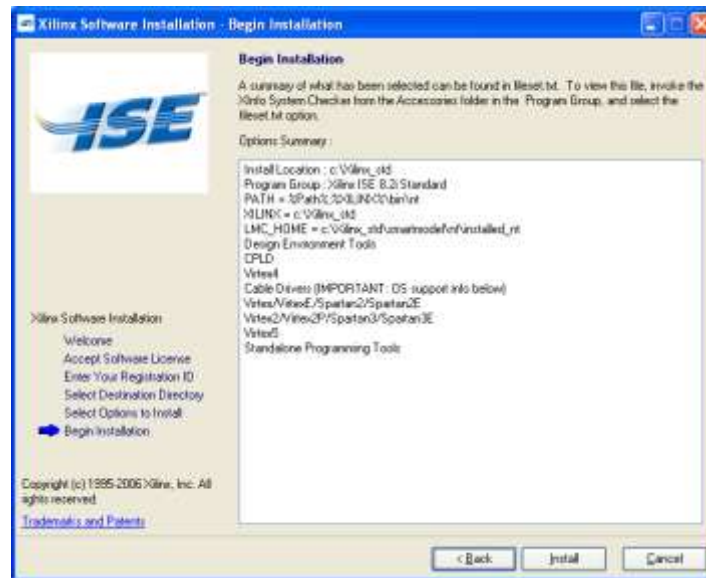 Xilinx Software Installation - Begin Installation
ISE
Begin Installation
A summary of what has been selected can be found in fileset.txt. To view this file, invoke the
XInfo System Checker from the Accessories folder in the Program Group, and select the
fileset.txt option.
Options Summary :
Install Location : c:\Xilinx_std
Program Group : Xilinx ISE 8.2i Standard
PATH = %Path%;%XILINX%\bin\nt
XILINX = c:\Xilinx_std
LMC_HOME = c:\Xilinx_std\smartmodel\nt\installed_nt
Design Environment Tools
CPLD
Virtex4
Cable Drivers (IMPORTANT : OS support info below)
Virtex/VirtexE/Spartan2/Spartan2E
Virtex2/Virtex2P/Spartan3/Spartan3E
Virtex5
Standalone Programming Tools
Xilinx Software Installation
Welcome
Accept Software License
Enter Your Registration ID
Select Destination Directory
Select Options to Install
Begin Installation
Copyright (c) 1995-2006 Xilinx, Inc. All
rights reserved.
Trademarks and Patents
< Back
Install
Cancel